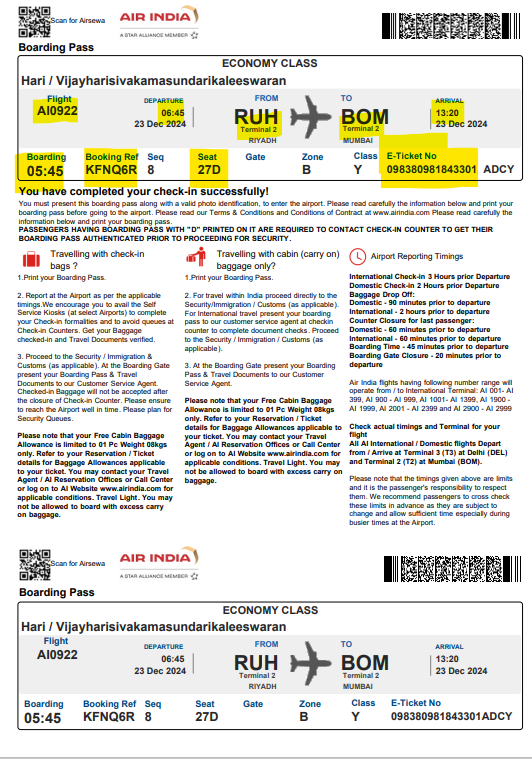 Scan for Airsewa
AIR INDIA
A STAR ALLIANCE MEMBER
Boarding Pass
ECONOMY CLASS
Hari / Vijayharisivakamasundarikaleeswaran
Flight DEPARTURE FROM TO ARRIVAL
AI0922 06:45 RUH BOM 13:20
23 Dec 2024 Terminal 2 Terminal 2 23 Dec 2024
RIYADH MUMBAI
Boarding Booking Ref Seq Seat Gate Zone Class E-Ticket No
05:45 KFNQ6R 8 27D B Y 098380981843301 ADCY
You have completed your check-in successfully!
You must present this boarding pass along with a valid photo identification, to enter the airport. Please read carefully the information below and print your
boarding pass before going to the airport. Please read our Terms & Conditions and Conditions of Contract at www.airindia.com Please read carefully the
information below and print your boarding pass.
PASSENGERS HAVING BOARDING PASS WITH "D" PRINTED ON IT ARE REQUIRED TO CONTACT CHECK-IN COUNTER TO GET THEIR
BOARDING PASS AUTHENTICATED PRIOR TO PROCEEDING FOR SECURITY.
Travelling with check-in
bags ?
1.Print your Boarding Pass.
2. Report at the Airport as per the applicable
timings.We encourage you to avail the Self
Service Kiosks (at select Airports) to complete
your Check-in formalities and to avoid queues at
Check-in Counters. Get your Baggage
checked-in and Travel Documents verified.
3. Proceed to the Security / Immigration &
Customs (as applicable). At the Boarding Gate
present your Boarding Pass & Travel
Documents to our Customer Service Agent.
Checked-in Baggage will not be accepted
after the closure of Check-in Counter. Please ensure
to reach the Airport well in time. Please plan for
Security Queues.
Please note that your Free Cabin Baggage
Allowance is limited to 01 Pc Weight 08kgs
only. Refer to your Reservation / Ticket
details for Baggage Allowances applicable
to your ticket. You may contact your Travel
Agent / AI Reservation Offices or Call Center
or log on to AI Website www.airindia.com for
applicable conditions. Travel Light. You may
not be allowed to board with excess carry
on baggage.
Travelling with cabin (carry on)
baggage only?
1.Print your Boarding Pass.
2. For travel within India proceed directly to the
Security/Immigration / Customs (as applicable).
For International travel present your boarding
pass to our customer service agent at checkin
counter to complete document checks. Proceed
to the Security / Immigration / Customs (as
applicable).
3. At the Boarding Gate present your Boarding
Pass & Travel Documents to our Customer
Service Agent.
Please note that your Free Cabin Baggage
Allowance is limited to 01 Pc Weight 08kgs
only. Refer to your Reservation / Ticket
details for Baggage Allowances applicable to
your ticket. You may contact your Travel
Agent / AI Reservation Offices or Call Center
or log on to AI Website www.airindia.com
for applicable conditions. Travel Light. You may
not be allowed to board with excess carry on
baggage.
Airport Reporting Timings
International Check-in 3 Hours prior Departure
Domestic Check-in 2 Hours prior Departure
Baggage Drop Off:
Domestic - 90 minutes prior to departure
International - 2 hours prior to departure
Counter Closure for last passenger:
Domestic - 60 minutes prior to departure
International - 60 minutes prior to departure
Boarding Time - 45 minutes prior to departure
Boarding Gate Closure - 20 minutes prior to
departure
Air India flights having following number range will
operate from / to International Terminal: AI 001- AI
399, AI 900 - AI 999, AI 1001- AI 1399, AI 1900 -
AI 1999, AI 2001 - AI 2399 and AI 2900 - AI 2999
Check actual timings and Terminal for your
flight
All AI International / Domestic flights Depart
from / Arrive at Terminal 3 (T3) at Delhi (DEL)
and Terminal 2 (T2) at Mumbai (BOM).
Please note that the timings given above are limits
and it is the passenger's responsibility to respect
them. We recommend passengers to cross check
these limits in advance as they are subject to
change and allow sufficient time especially during
busier times at the Airport.
Scan for Airsewa
AIR INDIA
A STAR ALLIANCE MEMBER
Boarding Pass
ECONOMY CLASS
Hari / Vijayharisivakamasundarikaleeswaran
Flight DEPARTURE FROM TO ARRIVAL
AI0922 06:45 RUH BOM 13:20
23 Dec 2024 Terminal 2 Terminal 2 23 Dec 2024
RIYADH MUMBAI
Boarding Booking Ref Seq Seat Gate Zone Class E-Ticket No
05:45 KFNQ6R 8 27D B Y 098380981843301ADCY